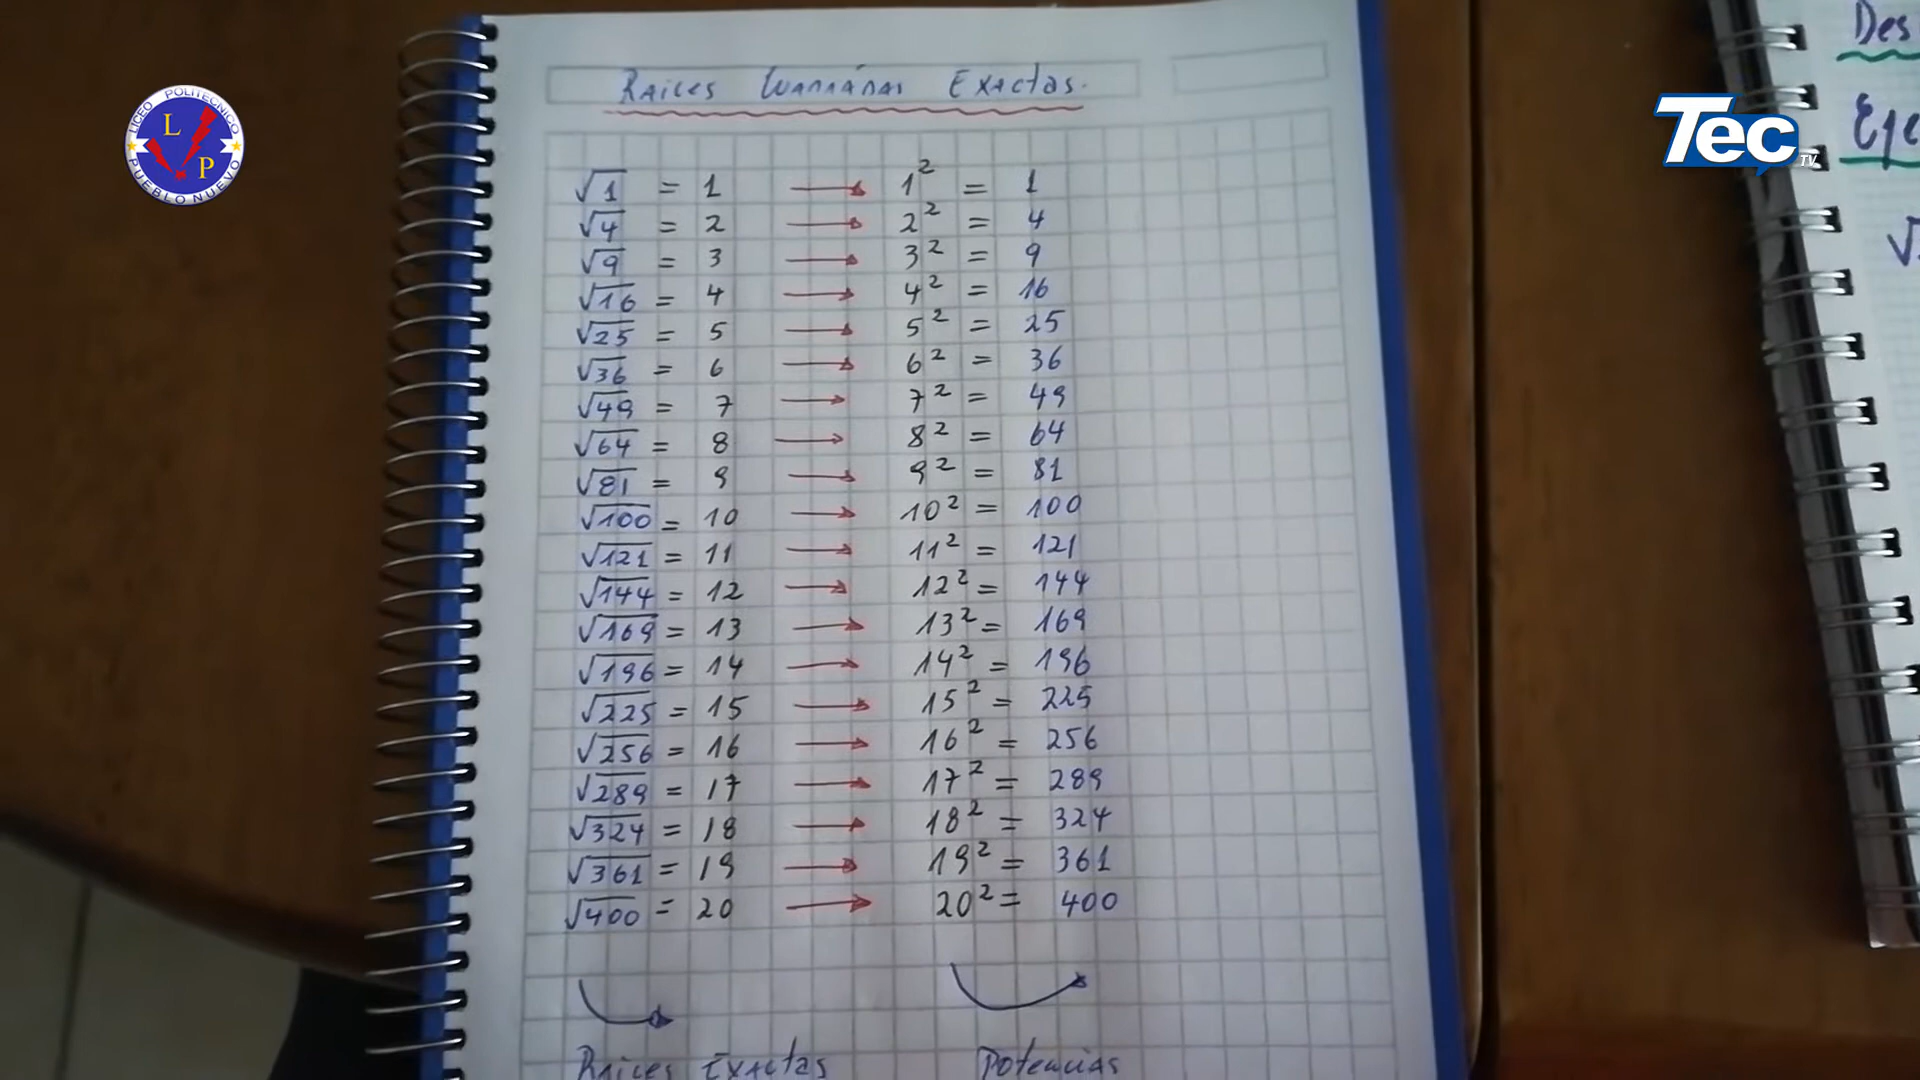 Raices Cuadradas Exactas.
√1 = 1 → 1² = 1
√4 = 2 → 2² = 4
√9 = 3 → 3² = 9
√16 = 4 → 4² = 16
√25 = 5 → 5² = 25
√36 = 6 → 6² = 36
√49 = 7 → 7² = 49
√64 = 8 → 8² = 64
√81 = 9 → 9² = 81
√100 = 10 → 10² = 100
√121 = 11 → 11² = 121
√144 = 12 → 12² = 144
√169 = 13 → 13² = 169
√196 = 14 → 14² = 196
√225 = 15 → 15² = 225
√256 = 16 → 16² = 256
√289 = 17 → 17² = 289
√324 = 18 → 18² = 324
√361 = 19 → 19² = 361
√400 = 20 → 20² = 400
Raices Exactas Potencias
LICEO POLITECNICO
L P
PUEBLO NUEVO
Tec TV
Des
Eje